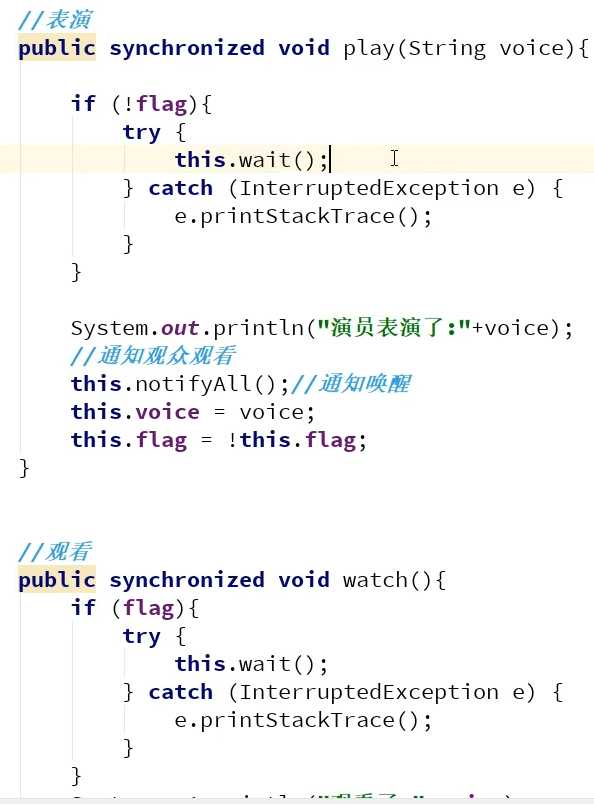 //表演
public synchronized void play(String voice){
if (!flag){
try {
this.wait();
} catch (InterruptedException e) {
e.printStackTrace();
}
}
System.out.println("演员表演了:"+voice);
//通知观众观看
this.notifyAll();//通知唤醒
this.voice = voice;
this.flag = !this.flag;
}
//观看
public synchronized void watch(){
if (flag){
try {
this.wait();
} catch (InterruptedException e) {
e.printStackTrace();
}
}